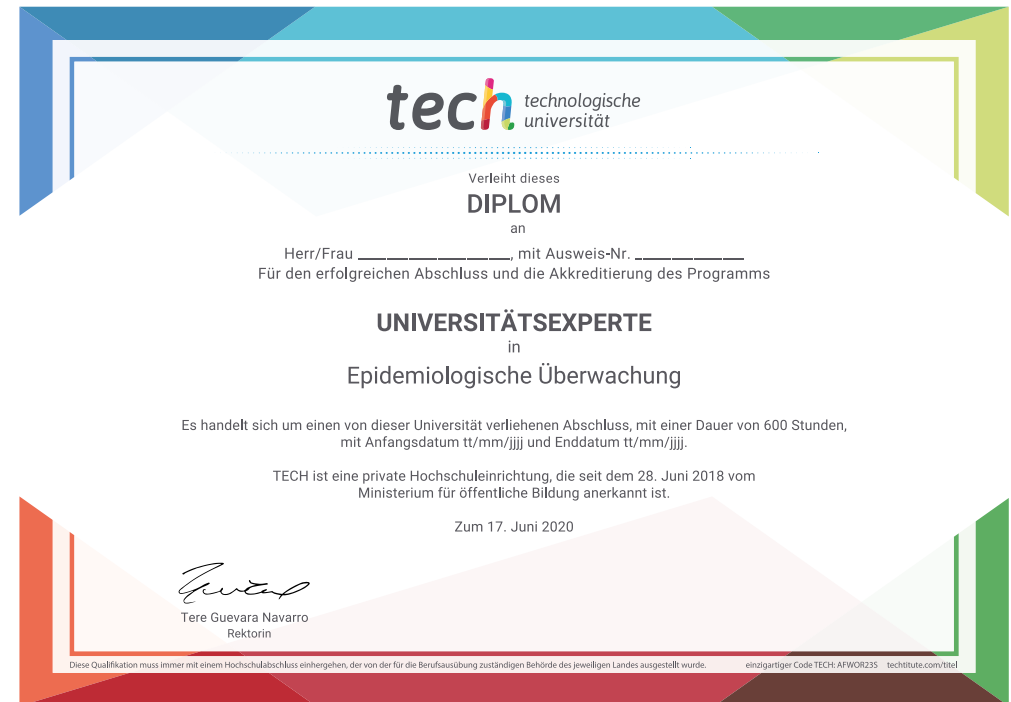 tech technologische
universität
Verleiht dieses
DIPLOM
an
Herr/Frau ____________________, mit Ausweis-Nr. ______________
Für den erfolgreichen Abschluss und die Akkreditierung des Programms
UNIVERSITÄTSEXPERTE
in
Epidemiologische Überwachung
Es handelt sich um einen von dieser Universität verliehenen Abschluss, mit einer Dauer von 600 Stunden,
mit Anfangsdatum tt/mm/jjjj und Enddatum tt/mm/jjjj.
TECH ist eine private Hochschuleinrichtung, die seit dem 28. Juni 2018 vom
Ministerium für öffentliche Bildung anerkannt ist.
Zum 17. Juni 2020
Tere Guevara Navarro
Rektorin
Diese Qualifikation muss immer mit einem Hochschulabschluss einhergehen, der von der für die Berufsausübung zuständigen Behörde des jeweiligen Landes ausgestellt wurde. einzigartiger Code TECH: AFWOR23S techtitute.com/titel